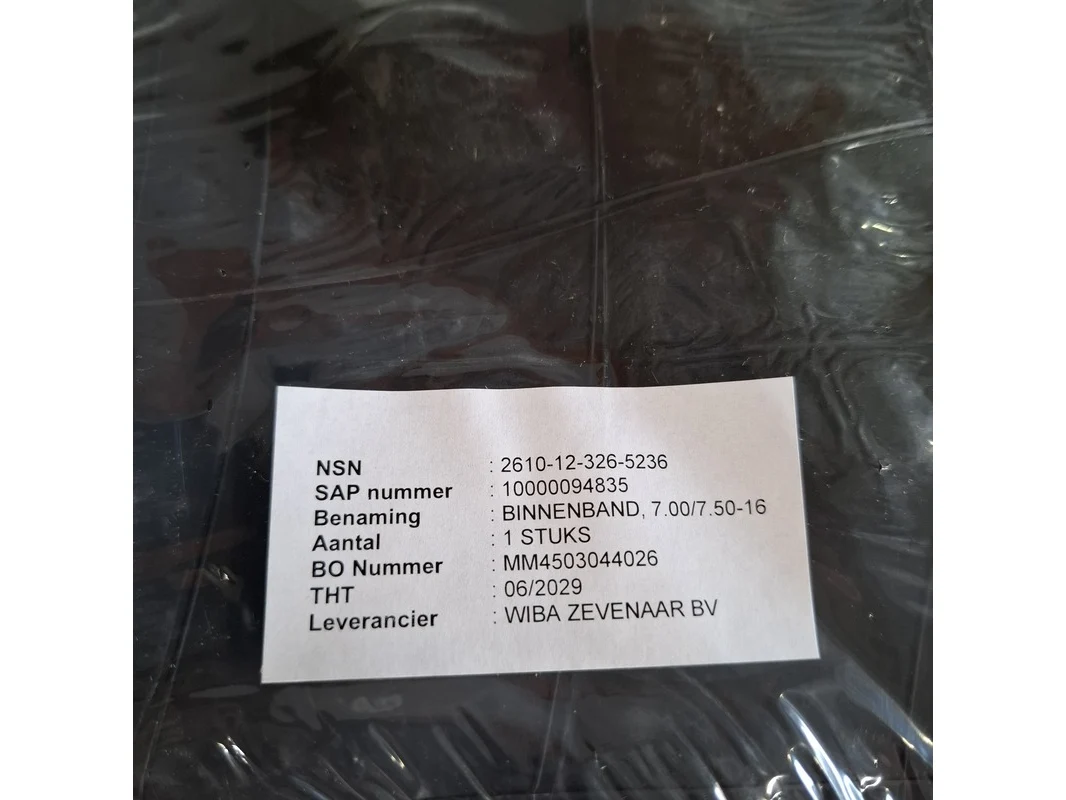 NSN : 2610-12-326-5236
SAP nummer : 10000094835
Benaming : BINNENBAND, 7.00/7.50-16
Aantal : 1 STUKS
BO Nummer : MM4503044026
THT : 06/2029
Leverancier : WIBA ZEVENAAR BV